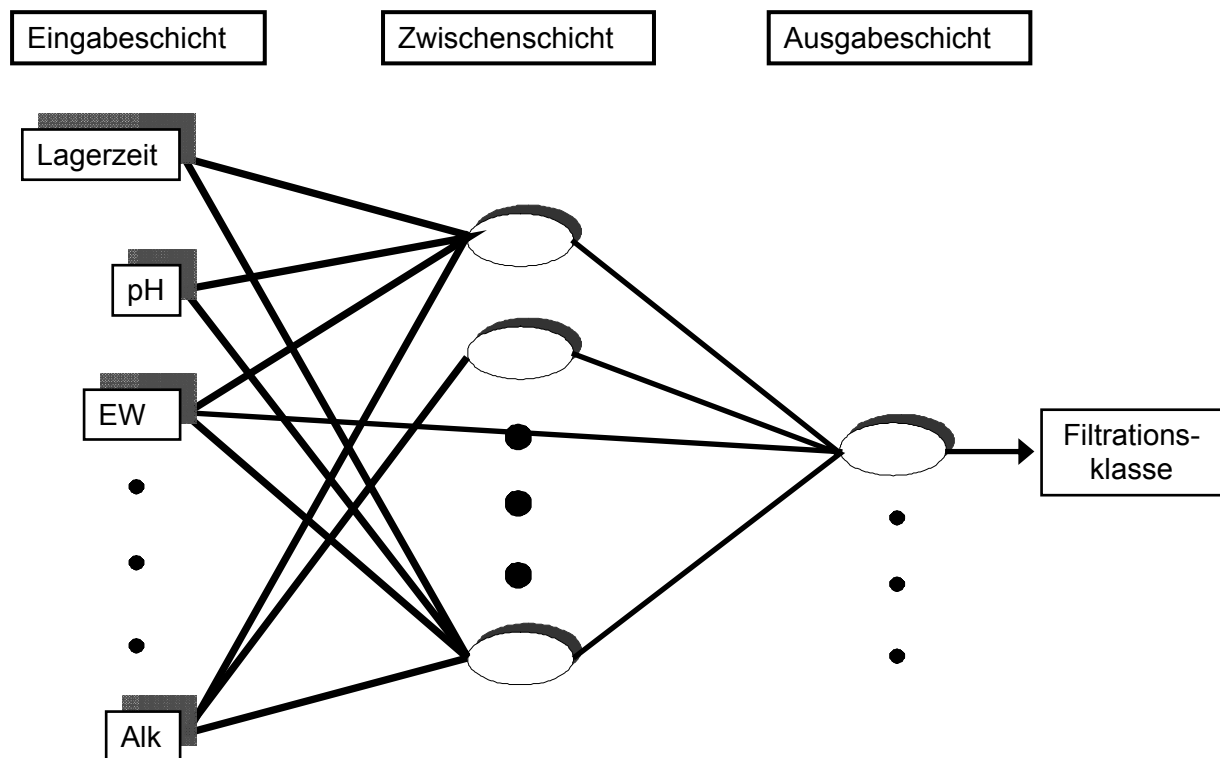 Eingabeschicht
Zwischenschicht
Ausgabeschicht
Lagerzeit
pH
EW
Alk
Filtrations-
klasse